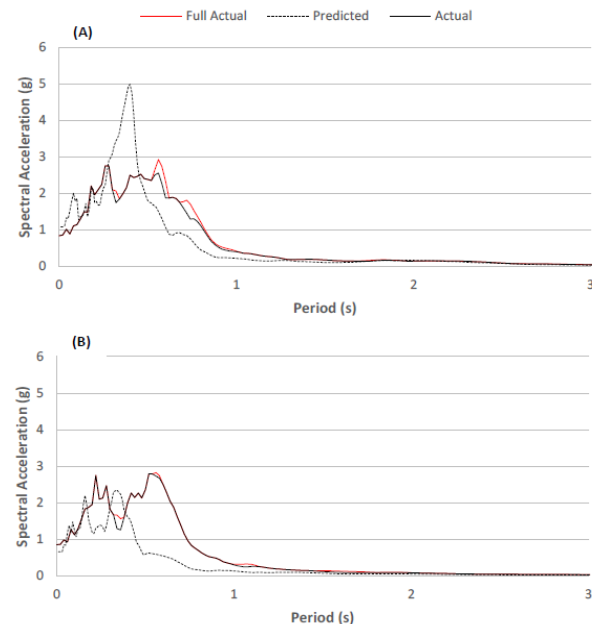 Full Actual Predicted Actual
(A)
Spectral Acceleration (g)
6
5
4
3
2
1
0
0 1 2 3
Period (s)
(B)
Spectral Acceleration (g)
6
5
4
3
2
1
0
0 1 2 3
Period (s)